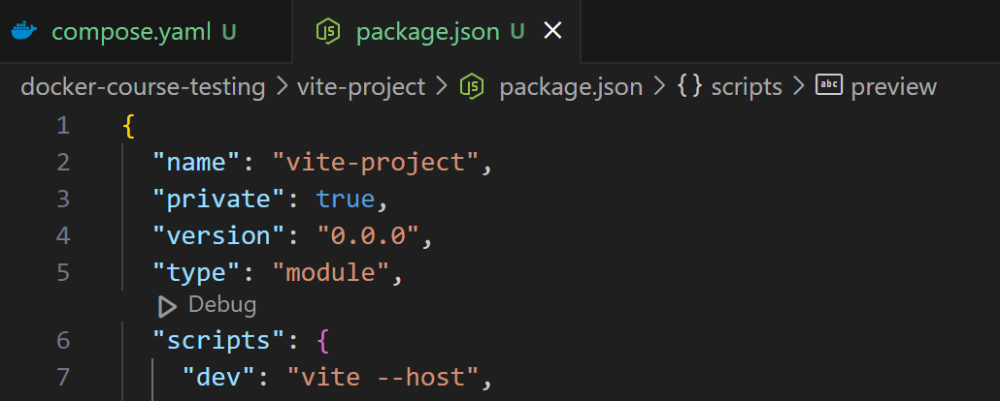 compose.yaml U package.json U
docker-course-testing > vite-project > package.json > {} scripts > abc preview
1 {
2 "name": "vite-project",
3 "private": true,
4 "version": "0.0.0",
5 "type": "module",
Debug
6 "scripts": {
7 "dev": "vite --host",